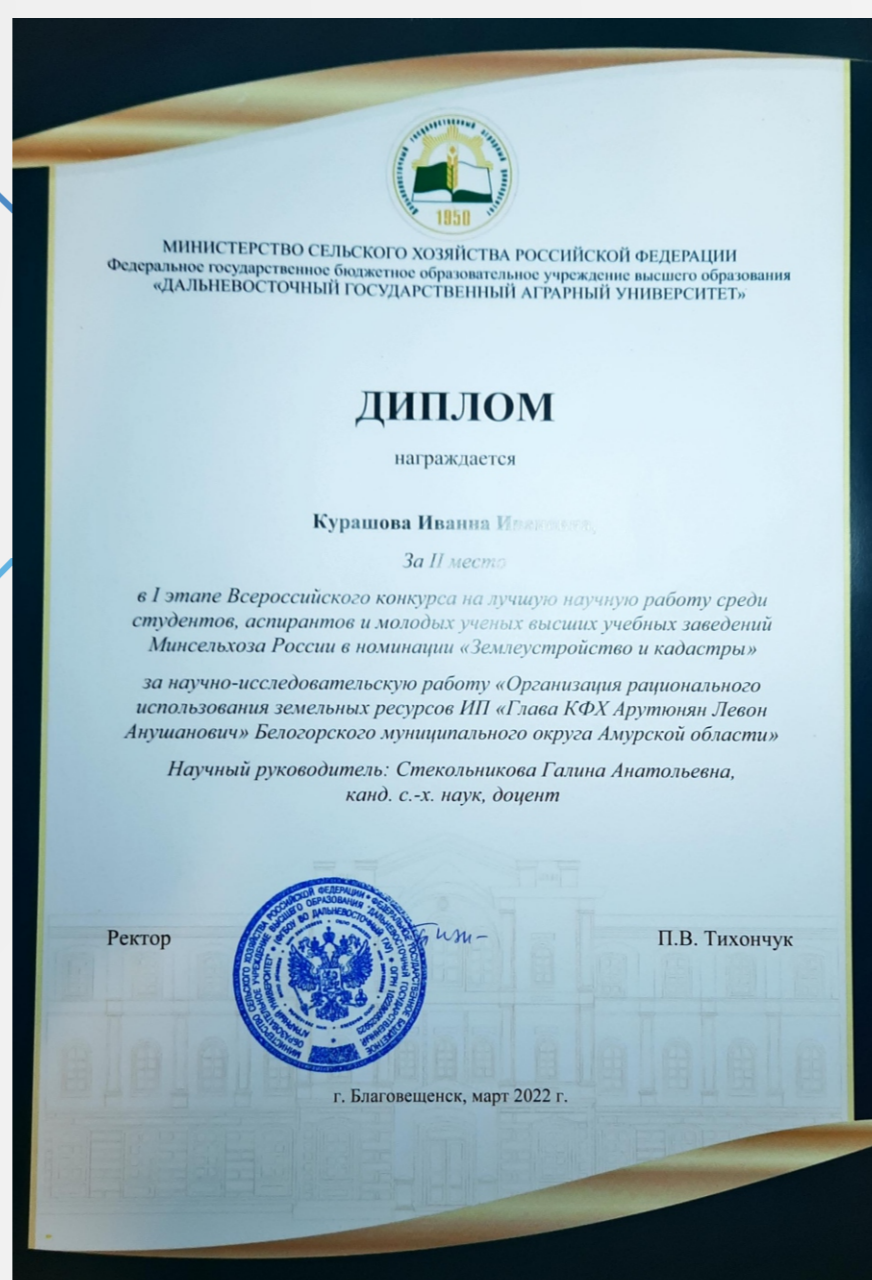 дальневосточный государственный аграрный университет
1950
МИНИСТЕРСТВО СЕЛЬСКОГО ХОЗЯЙСТВА РОССИЙСКОЙ ФЕДЕРАЦИИ
Федеральное государственное бюджетное образовательное учреждение высшего образования
«ДАЛЬНЕВОСТОЧНЫЙ ГОСУДАРСТВЕННЫЙ АГРАРНЫЙ УНИВЕРСИТЕТ»
ДИПЛОМ
награждается
Курашова Иванна
За II место
в I этапе Всероссийского конкурса на лучшую научную работу среди
студентов, аспирантов и молодых ученых высших учебных заведений
Минсельхоза России в номинации «Землеустройство и кадастры»
за научно-исследовательскую работу «Организация рационального
использования земельных ресурсов ИП «Глава КФХ Арутюнян Левон
Анушанович» Белогорского муниципального округа Амурской области»
Научный руководитель: Стекольникова Галина Анатольевна,
канд. с.-х. наук, доцент
Ректор
П.В. Тихончук
г. Благовещенск, март 2022 г.